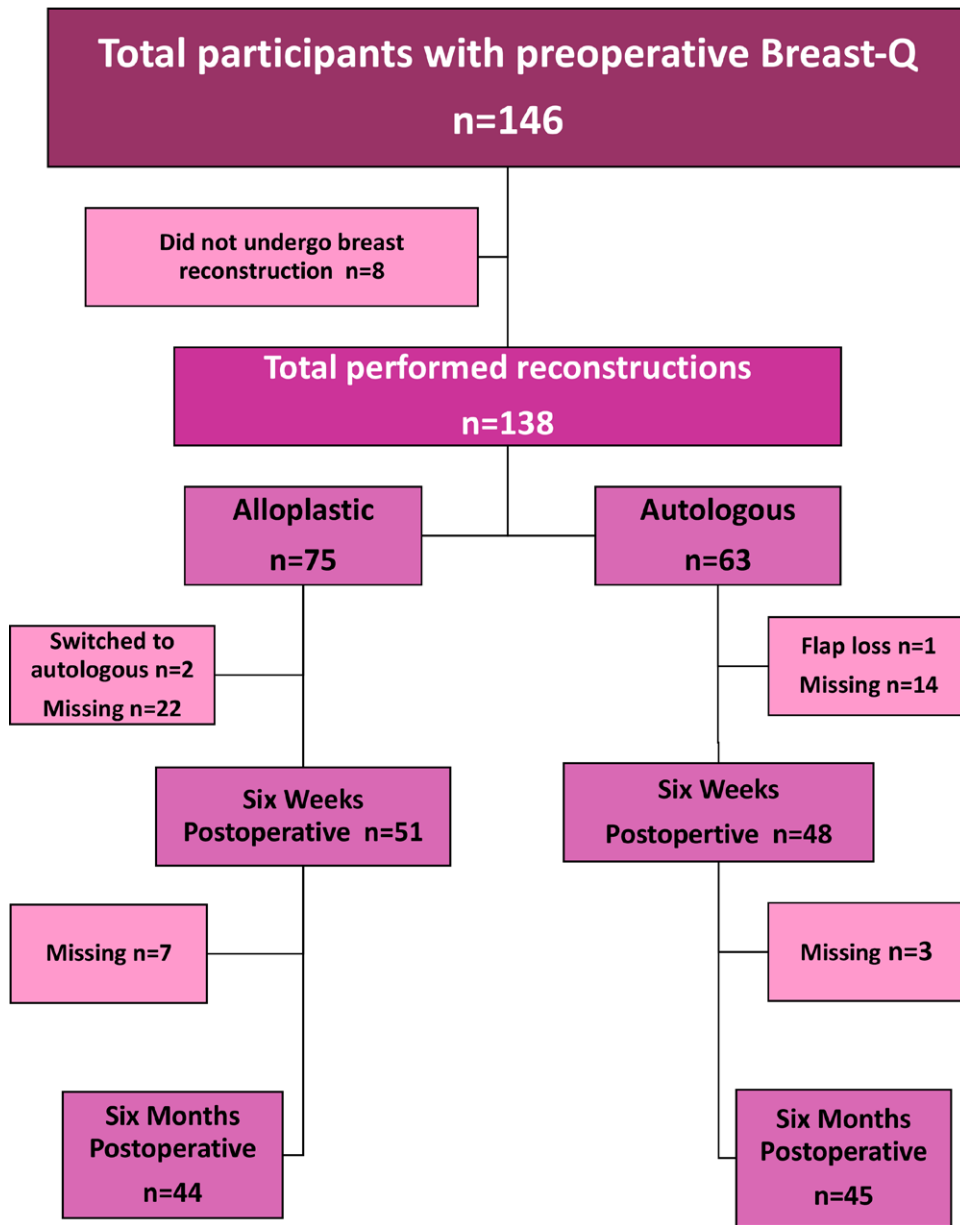 Total participants with preoperative Breast-Q
n=146
Did not undergo breast
reconstruction n=8
Total performed reconstructions
n=138
Alloplastic
n=75
Autologous
n=63
Switched to
autologous n=2
Missing n=22
Flap loss n=1
Missing n=14
Six Weeks
Postoperative n=51
Six Weeks
Postopertive n=48
Missing n=7
Missing n=3
Six Months
Postoperative
n=44
Six Months
Postoperative
n=45